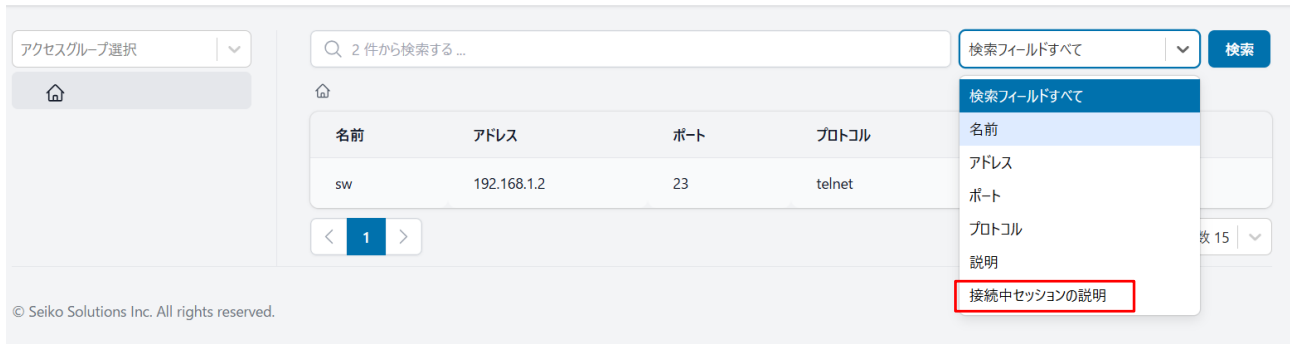 アクセスグループ選択
2 件から検索する ...
検索フィールドすべて
検索
検索フィールドすべて
名前
アドレス
ポート
プロトコル
説明
接続中セッションの説明
名前 アドレス ポート プロトコル
sw 192.168.1.2 23 telnet
1
数 15
© Seiko Solutions Inc. All rights reserved.